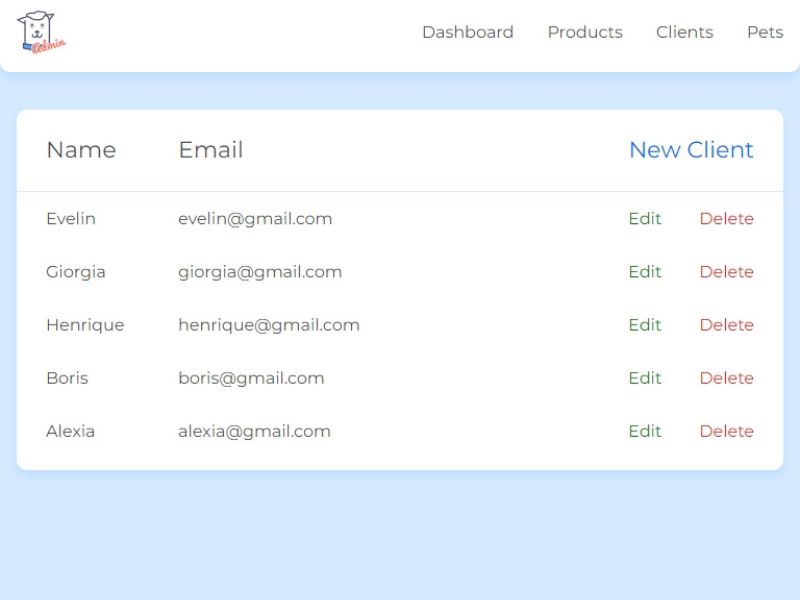 Admin
Dashboard Products Clients Pets
Name Email New Client
Evelin evelin@gmail.com Edit Delete
Giorgia giorgia@gmail.com Edit Delete
Henrique henrique@gmail.com Edit Delete
Boris boris@gmail.com Edit Delete
Alexia alexia@gmail.com Edit Delete